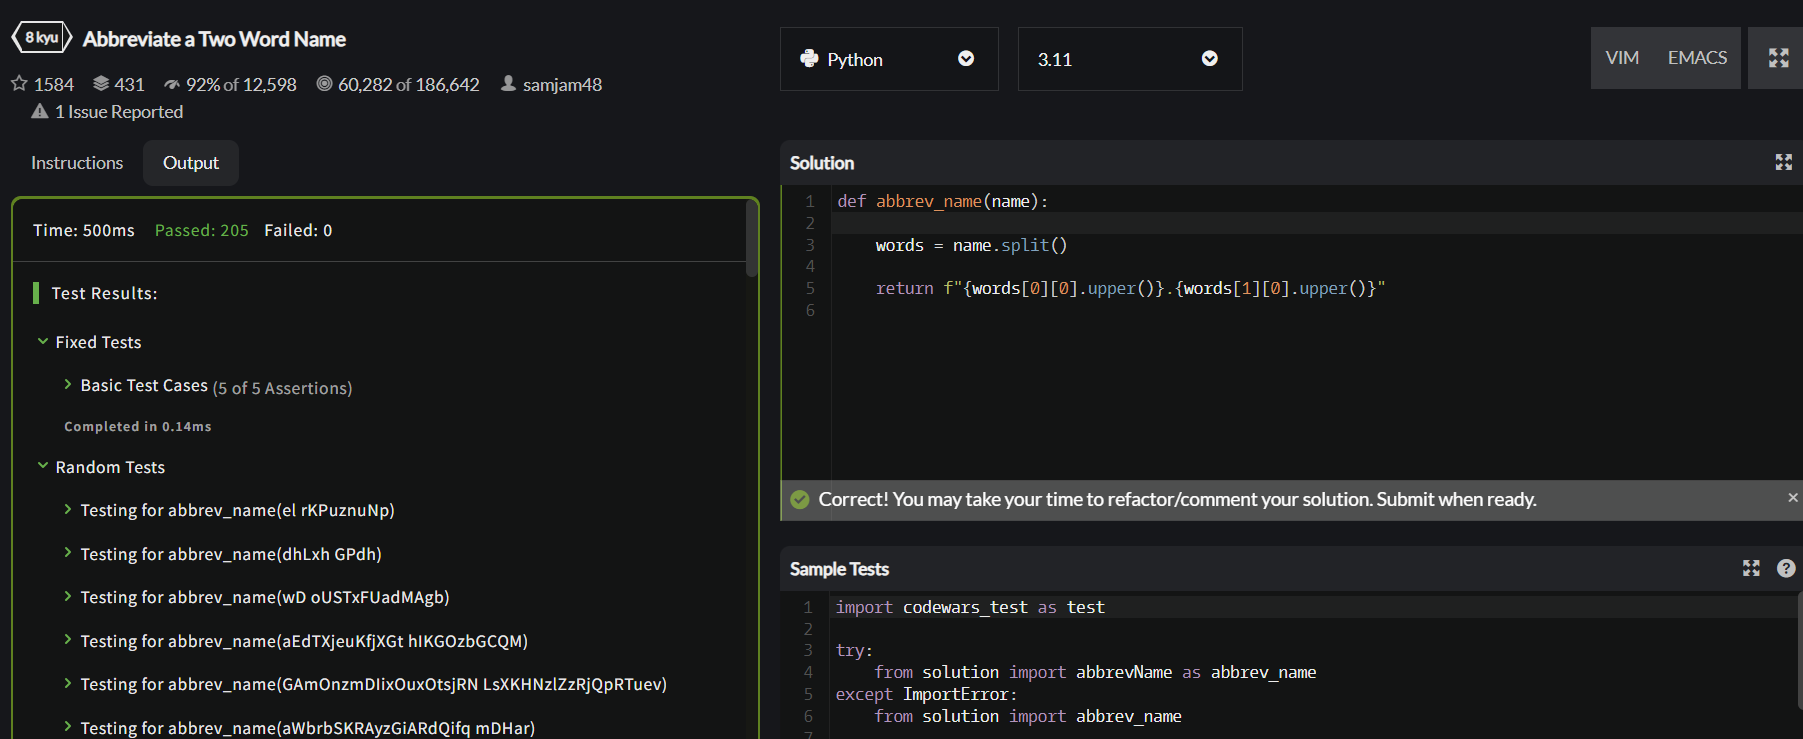 8 kyu Abbreviate a Two Word Name
1584 431 92% of 12,598 60,282 of 186,642 samjam48
1 Issue Reported
Instructions Output
Time: 500ms Passed: 205 Failed: 0
Test Results:
Fixed Tests
Basic Test Cases (5 of 5 Assertions)
Completed in 0.14ms
Random Tests
Testing for abbrev_name(el rKPuznuNp)
Testing for abbrev_name(dhLxh GPdh)
Testing for abbrev_name(wD oUSTxFUadMAgb)
Testing for abbrev_name(aEdTXjeuKfjXGt hIKGOzbGCQM)
Testing for abbrev_name(GAmOnzmDIixOuxOtsjRN LsXKHNzlZzRjQpRTuev)
Testing for abbrev_name(aWbrbSKRAyzGiARdQifq mDHar)
Python 3.11 VIM EMACS
Solution
1 def abbrev_name(name):
2
3 words = name.split()
4
5 return f"{words[0][0].upper()}.{words[1][0].upper()}"
6
Correct! You may take your time to refactor/comment your solution. Submit when ready. ×
Sample Tests ?
1 import codewars_test as test
2
3 try:
4 from solution import abbrevName as abbrev_name
5 except ImportError:
6 from solution import abbrev_name
7